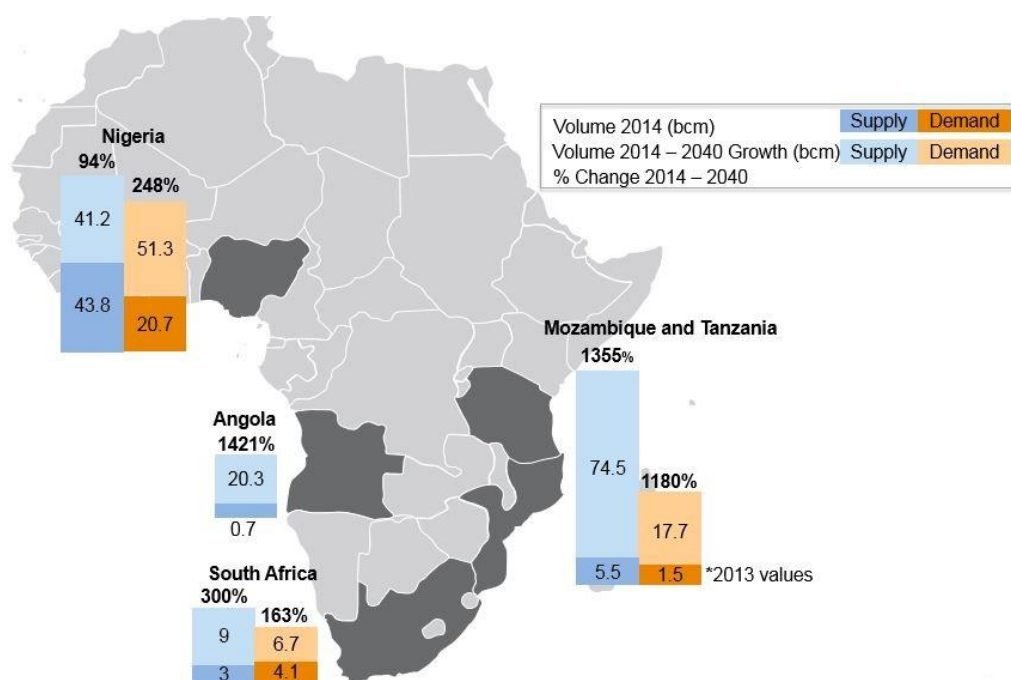 Volume 2014 (bcm) Supply Demand
Volume 2014 – 2040 Growth (bcm) Supply Demand
% Change 2014 – 2040
Nigeria
94%
248%
41.2
51.3
43.8
20.7
Mozambique and Tanzania
1355%
74.5
1180%
17.7
5.5
1.5
*2013 values
Angola
1421%
20.3
0.7
South Africa
300%
163%
9
6.7
3
4.1